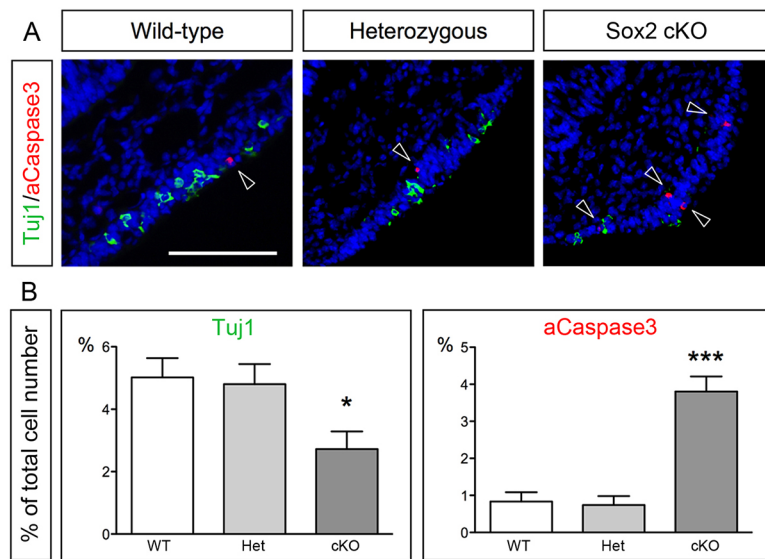 A
Wild-type
Heterozygous
Sox2 cKO
Tuj1/aCaspase3
B
% of total cell number
Tuj1
%
6
4
2
0
*
WT
Het
cKO
aCaspase3
%
5
4
3
2
1
0
***
WT
Het
cKO